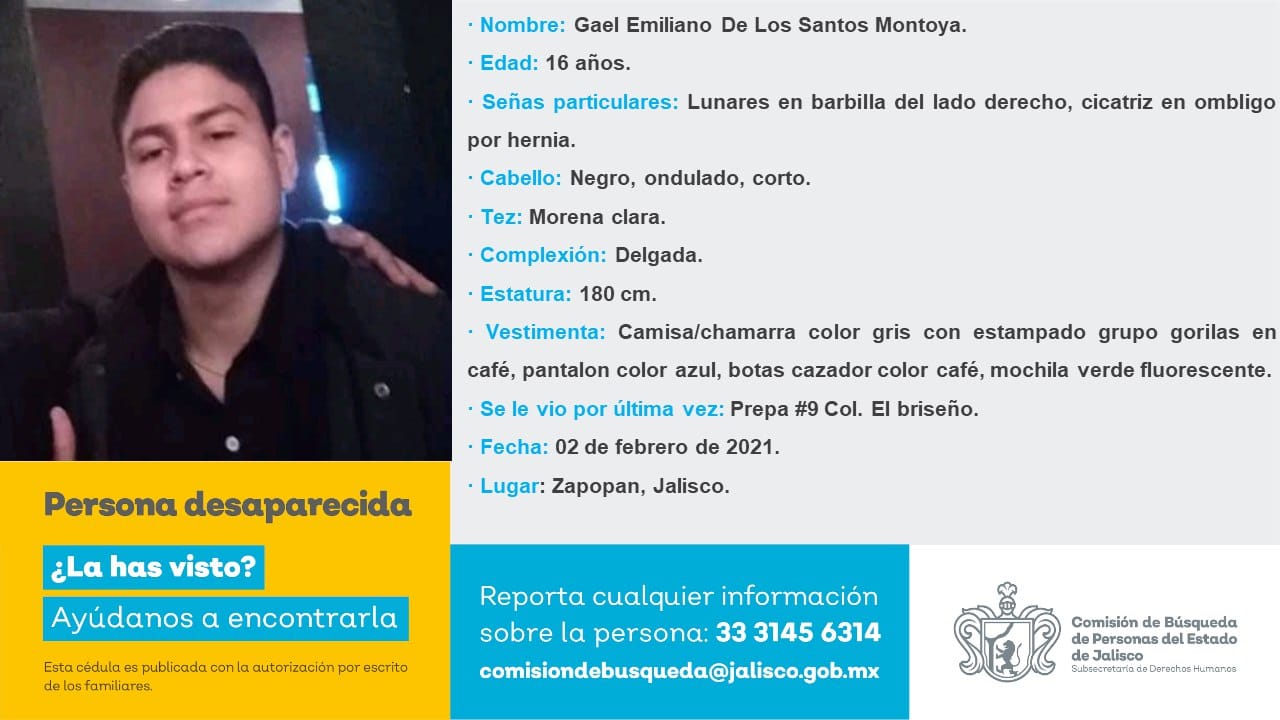 · Nombre: Gael Emiliano De Los Santos Montoya.
· Edad: 16 años.
· Señas particulares: Lunares en barbilla del lado derecho, cicatriz en ombligo
por hernia.
· Cabello: Negro, ondulado, corto.
· Tez: Morena clara.
· Complexión: Delgada.
· Estatura: 180 cm.
· Vestimenta: Camisa/chamarra color gris con estampado grupo gorilas en
café, pantalon color azul, botas cazador color café, mochila verde fluorescente.
· Se le vio por última vez: Prepa #9 Col. El briseño.
· Fecha: 02 de febrero de 2021.
· Lugar: Zapopan, Jalisco.
Persona desaparecida
¿La has visto?
Ayúdanos a encontrarla
Esta cédula es publicada con la autorización por escrito
de los familiares.
Reporta cualquier información
sobre la persona: 33 3145 6314
comisiondebusqueda@jalisco.gob.mx
Comisión de Búsqueda
de Personas del Estado
de Jalisco
Subsecretaría de Derechos Humanos